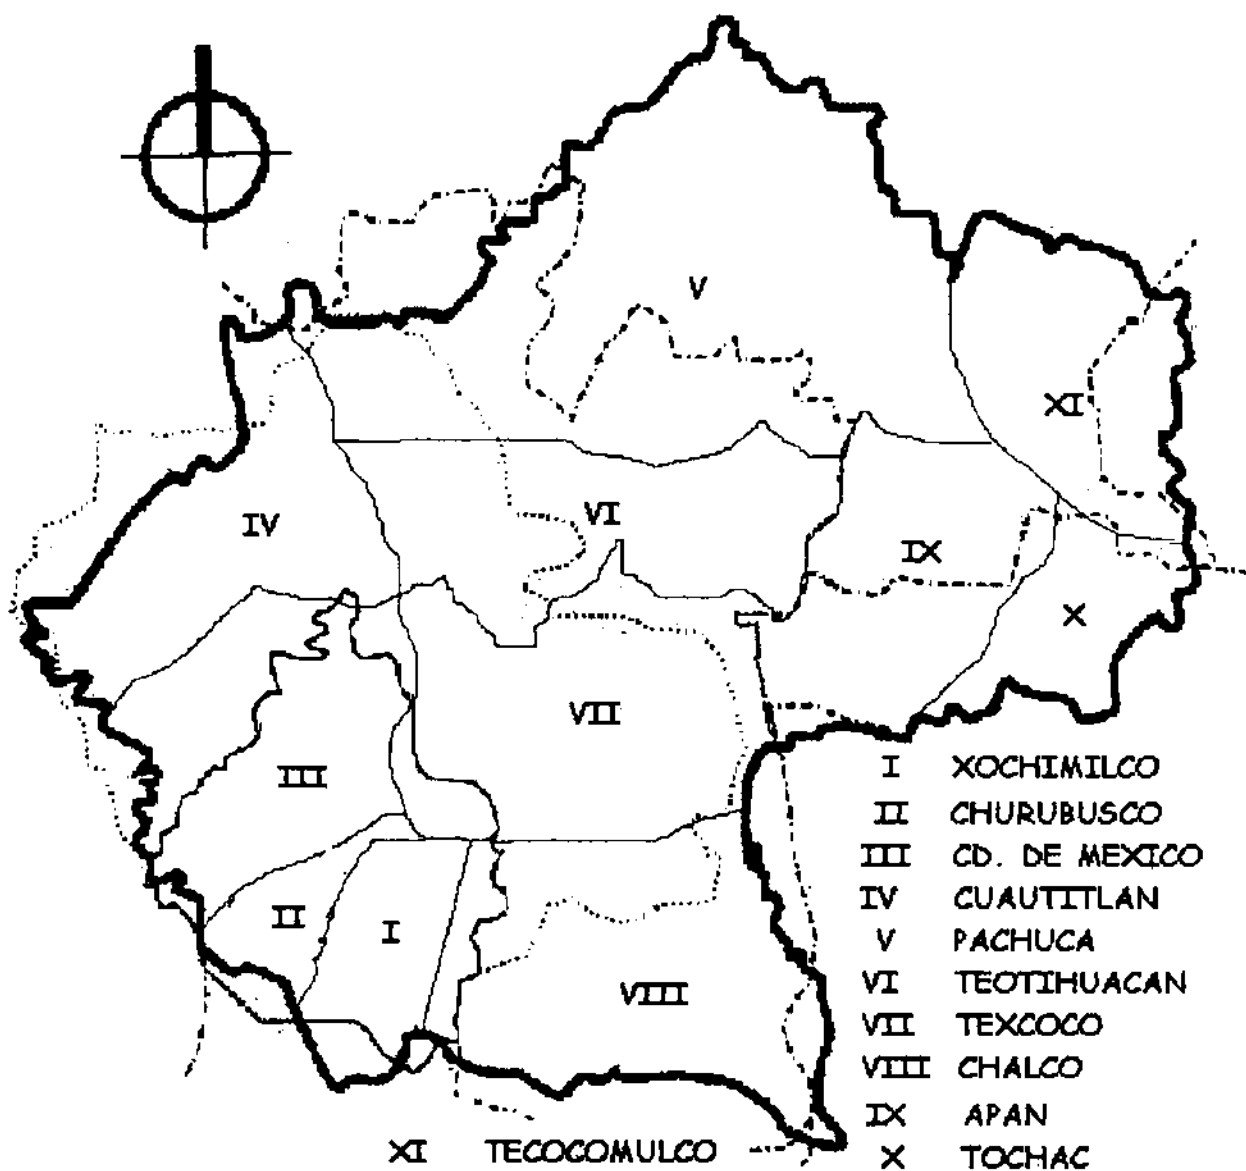 V
XI
IV
VI
IX
X
VII
III
II
I
VIII
I XOCHIMILCO
II CHURUBUSCO
III CD. DE MEXICO
IV CUAUTITLAN
V PACHUCA
VI TEOTIHUACAN
VII TEXCOCO
VIII CHALCO
IX APAN
X TOCHAC
XI TECOCOMULCO